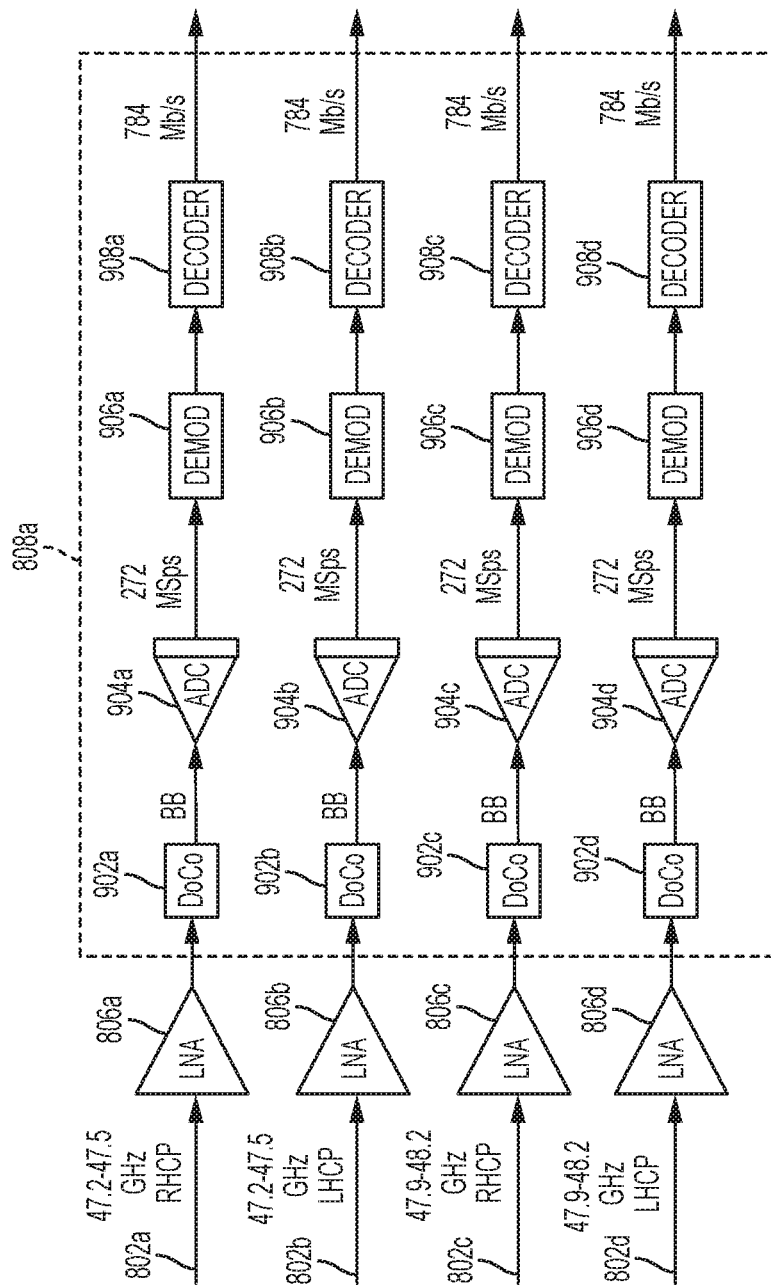 808a
47.2-47.5
GHz
RHCP
802a
806a
LNA
902a
DoCo
BB
904a
ADC
272
MSps
906a
DEMOD
908a
DECODER
784
Mb/s
47.2-47.5
GHz
LHCP
802b
806b
LNA
902b
DoCo
BB
904b
ADC
272
MSps
906b
DEMOD
908b
DECODER
784
Mb/s
47.9-48.2
GHz
RHCP
802c
806c
LNA
902c
DoCo
BB
904c
ADC
272
MSps
906c
DEMOD
908c
DECODER
784
Mb/s
47.9-48.2
GHz
LHCP
802d
806d
LNA
902d
DoCo
BB
904d
ADC
272
MSps
906d
DEMOD
908d
DECODER
784
Mb/s